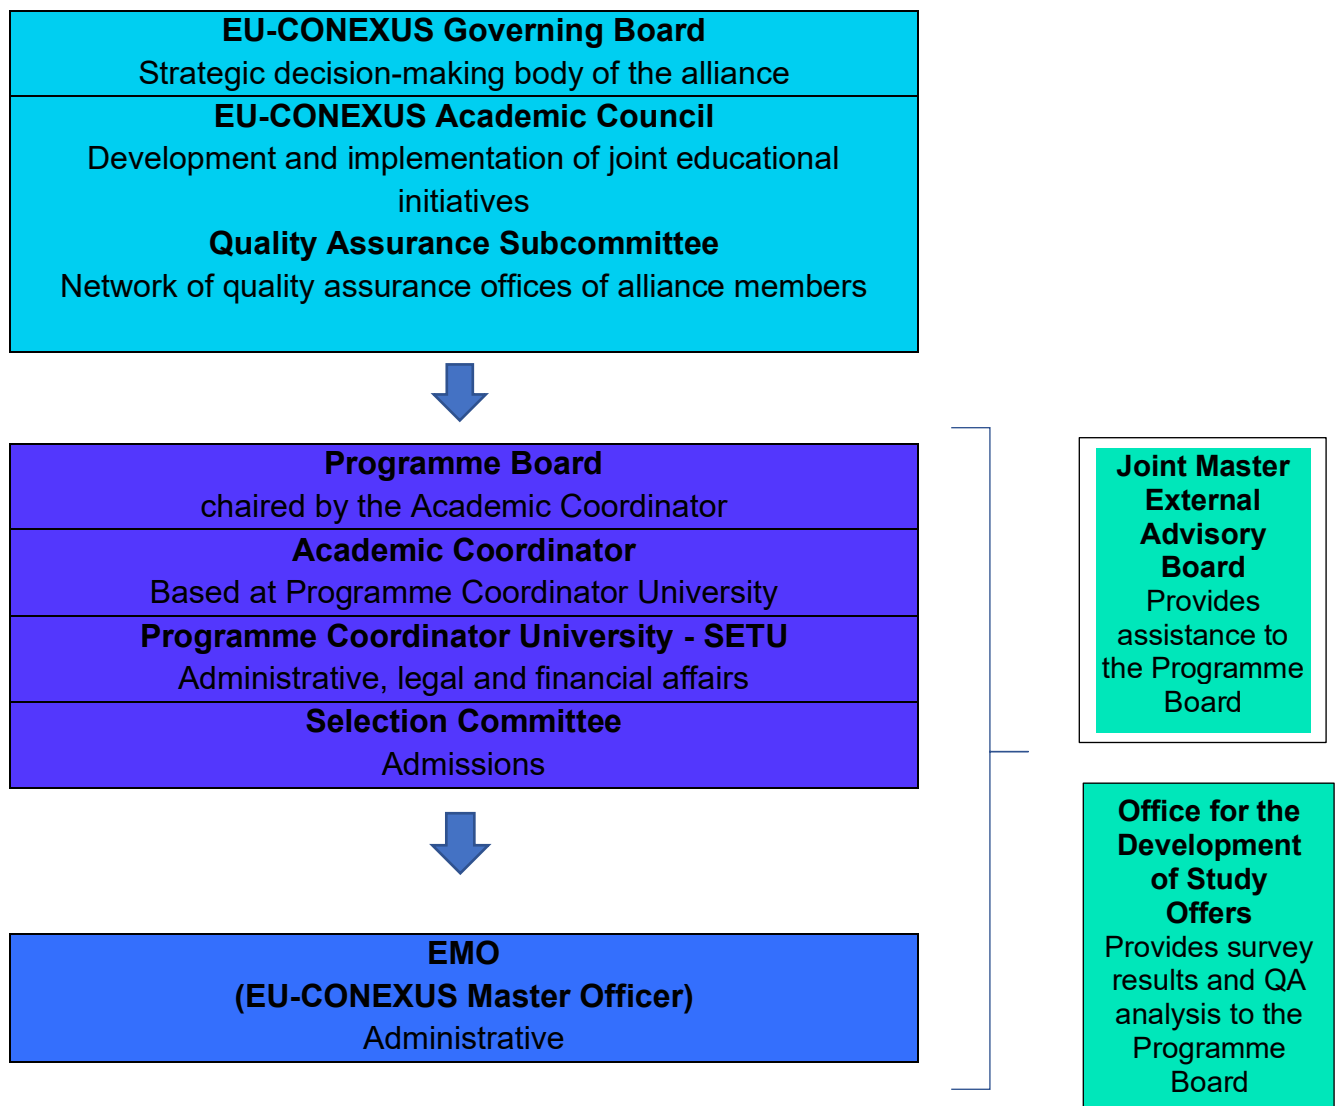 EU-CONEXUS Governing Board
Strategic decision-making body of the alliance
EU-CONEXUS Academic Council
Development and implementation of joint educational
initiatives
Quality Assurance Subcommittee
Network of quality assurance offices of alliance members
Programme Board
chaired by the Academic Coordinator
Academic Coordinator
Based at Programme Coordinator University
Programme Coordinator University - SETU
Administrative, legal and financial affairs
Selection Committee
Admissions
EMO
(EU-CONEXUS Master Officer)
Administrative
Joint Master
External
Advisory
Board
Provides
assistance to
the Programme
Board
Office for the
Development
of Study
Offers
Provides survey
results and QA
analysis to the
Programme
Board